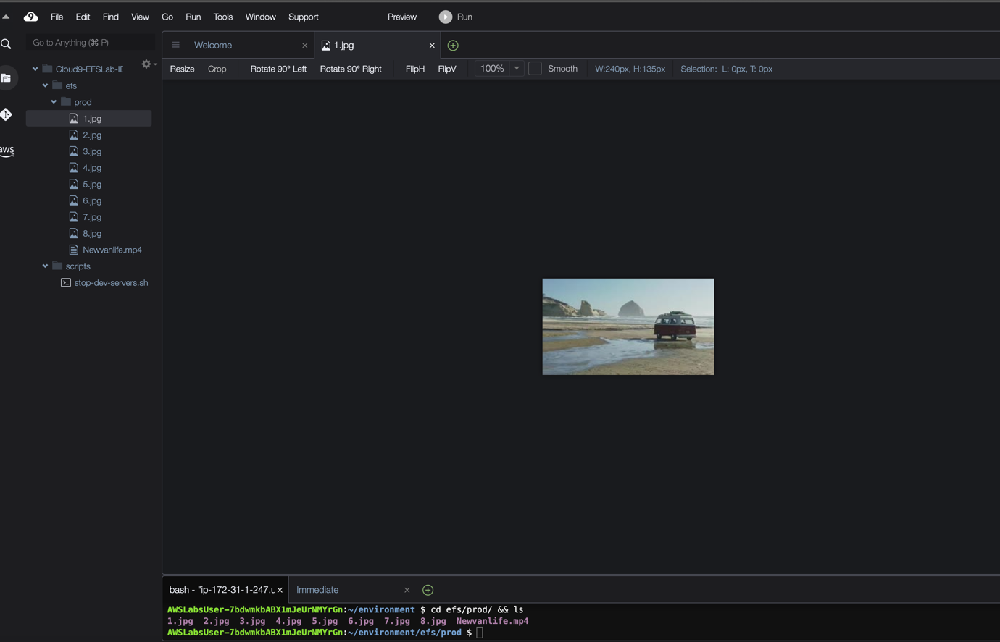 File Edit Find View Go Run Tools Window Support Preview Run
Go to Anything (⌘ P)
Welcome 1.jpg
Resize Crop Rotate 90° Left Rotate 90° Right FlipH FlipV 100% Smooth W:240px, H:135px Selection: L: 0px, T: 0px
Cloud9-EFSLab-I
efs
prod
1.jpg
2.jpg
3.jpg
4.jpg
5.jpg
6.jpg
7.jpg
8.jpg
Newvanlife.mp4
scripts
stop-dev-servers.sh
aws
bash - "ip-172-31-1-247.u Immediate
AWSLabsUser-7bdwmkbABX1mJeUrNMYrGn:~/environment $ cd efs/prod/ && ls
1.jpg 2.jpg 3.jpg 4.jpg 5.jpg 6.jpg 7.jpg 8.jpg Newvanlife.mp4
AWSLabsUser-7bdwmkbABX1mJeUrNMYrGn:~/environment/efs/prod $